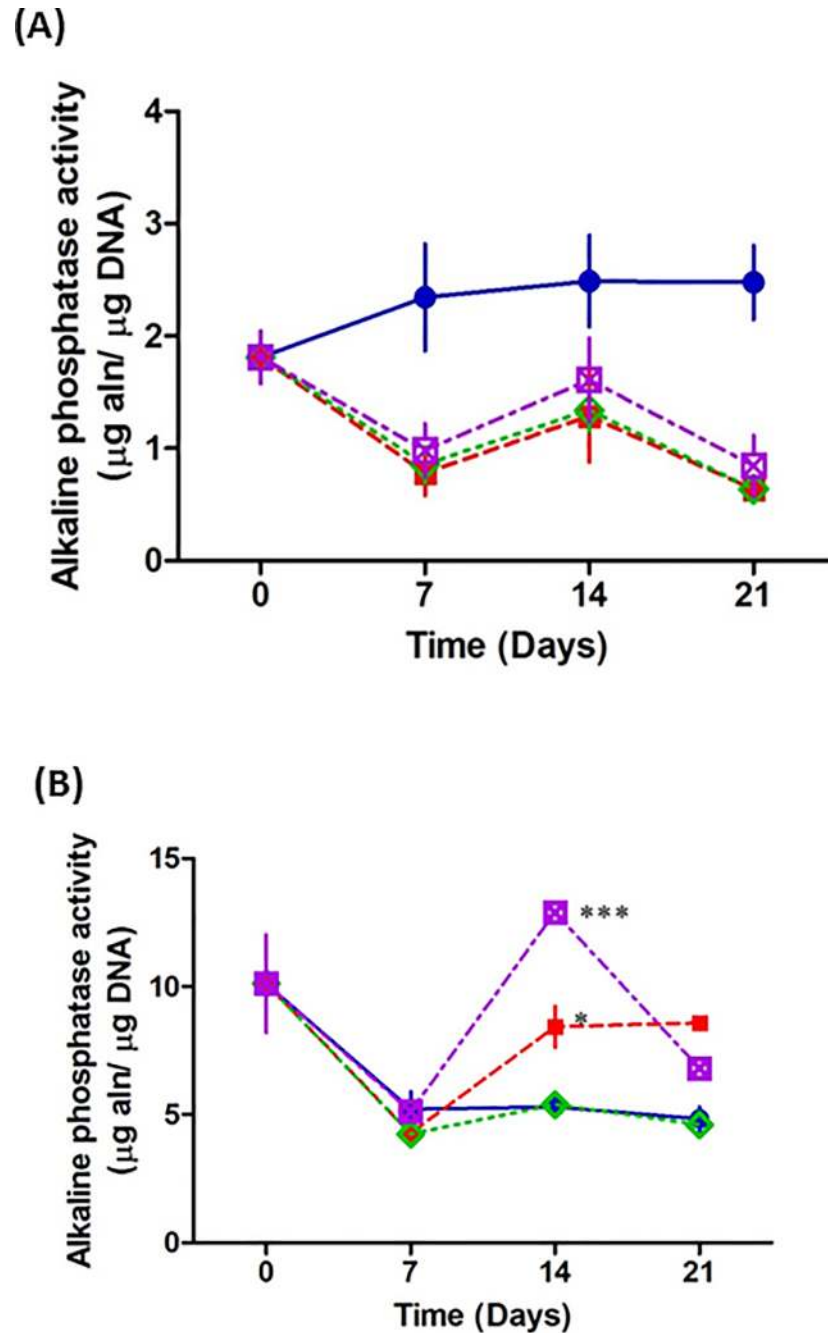 (A)
Alkaline phosphatase activity
(µg aln/ µg DNA)
4
3
2
1
0
0 7 14 21
Time (Days)
(B)
Alkaline phosphatase activity
(µg aln/ µg DNA)
15
10
5
0
***
*
0 7 14 21
Time (Days)